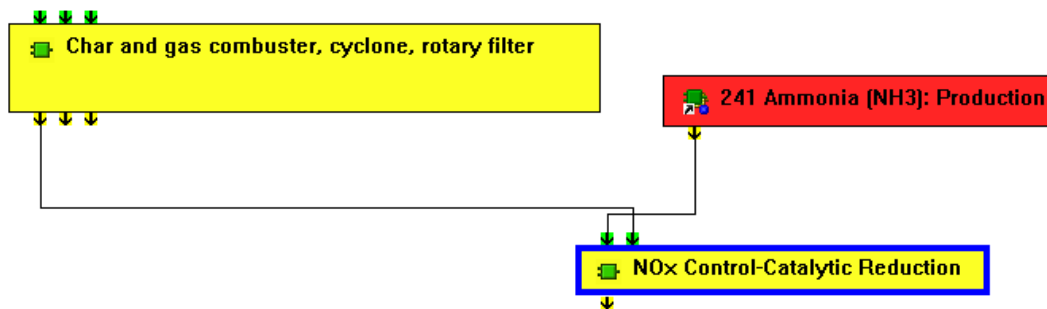 Char and gas combuster, cyclone, rotary filter
241 Ammonia (NH3): Production
NOx Control-Catalytic Reduction